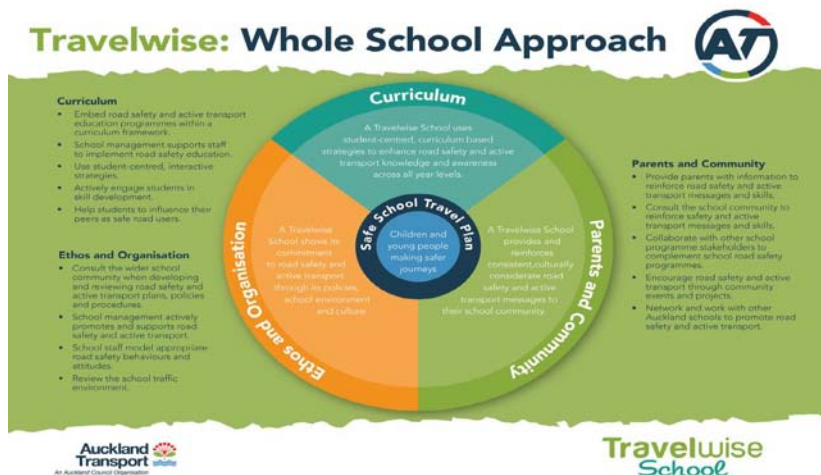 Travelwise: Whole School Approach
AT
Curriculum
• Embed road safety and active transport
education programmes within a
curriculum framework.
• School management supports staff
to implement road safety education.
• Use student-centred, interactive
strategies.
• Actively engage students in
skill development.
• Help students to influence their
peers as safe road users.
Ethos and Organisation
• Consult the wider school
community when developing
and reviewing road safety and
active transport plans, policies
and procedures.
• School management actively
promotes and supports road
safety and active transport.
• School staff model appropriate
road safety behaviours and
attitudes.
• Review the school traffic
environment.
Curriculum
A Travelwise School uses
student-centred, curriculum based
strategies to enhance road safety and active
transport knowledge and awareness
across all year levels.
Ethos and Organisation
A Travelwise
School shows its
commitment
to road safety and
active transport
through its policies,
school environment
and culture.
Safe School Travel Plan
Children and
young people
making safer
journeys
A Travelwise School
provides and
reinforces
consistent,culturally
considerate road
safety and active
transport messages to
their school community.
Parents and Community
Parents and Community
• Provide parents with information to
reinforce road safety and active
transport messages and skills.
• Consult the school community to
reinforce safety and active
transport messages and skills.
• Collaborate with other school
programme stakeholders to
complement school road safety
programmes.
• Encourage road safety and active
transport through community
events and projects.
• Network and work with other
Auckland schools to promote road
safety and active transport.
Auckland
Transport
An Auckland Council Organisation
Travelwise
School